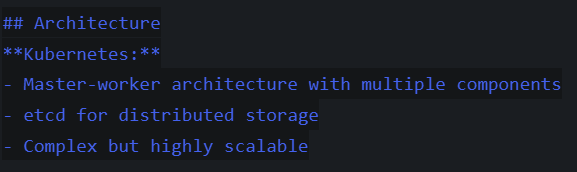 ## Architecture
**Kubernetes:**
- Master-worker architecture with multiple components
- etcd for distributed storage
- Complex but highly scalable